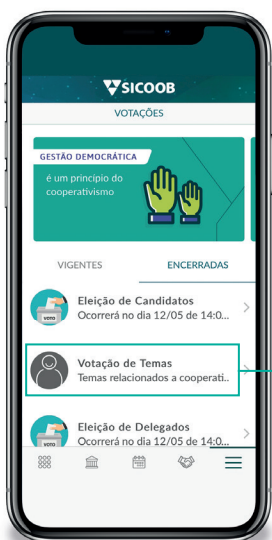 SICOOB
VOTAÇÕES
GESTÃO DEMOCRÁTICA
é um princípio do
cooperativismo
VIGENTES
ENCERRADAS
Eleição de Candidatos
Ocorrerá no dia 12/05 de 14:0...
VOTO
Votação de Temas
Temas relacionados a cooperati..
Eleição de Delegados
Ocorrerá no dia 12/05 de 14:0...
VOTO